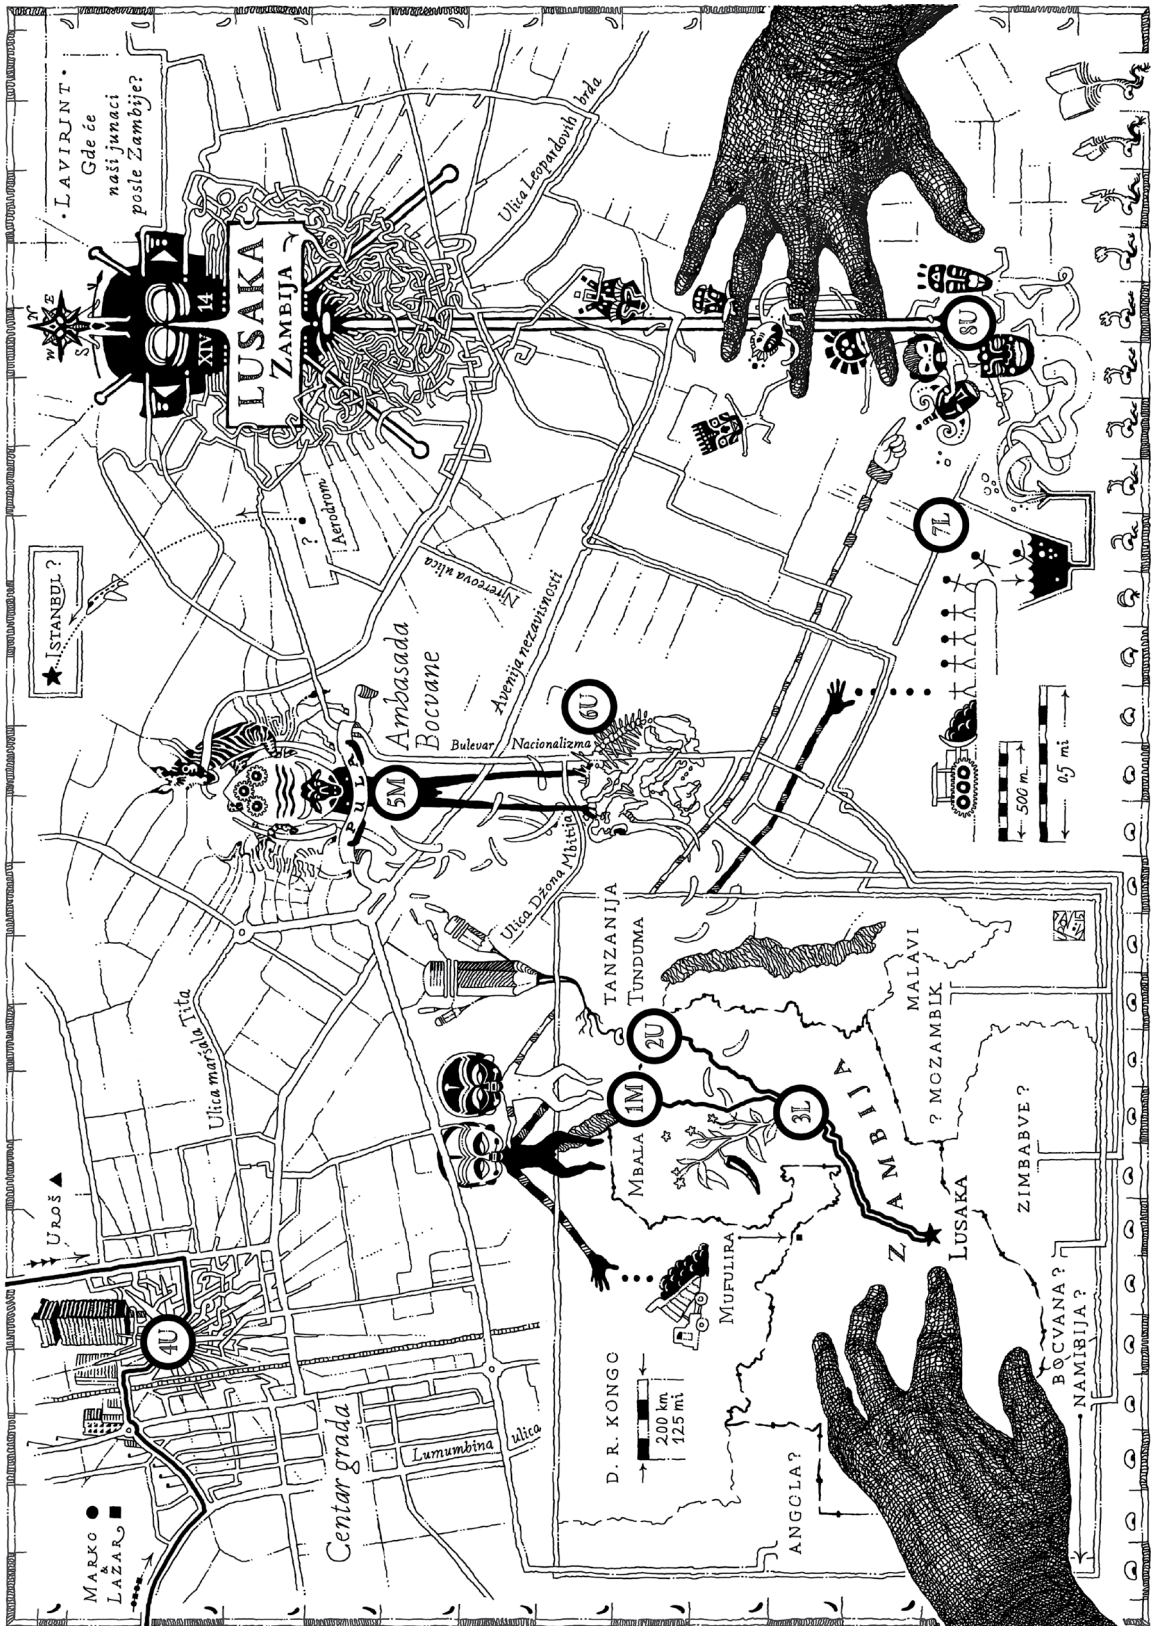 · LAVIRINT ·
Gde će
naši junaci
posle Zambije?
N
E
S
W
XIV
14
LUSAKA
ZAMBIJA
ISTANBUL?
?
Aerodrom
Ulica Leopardovih brda
Njererova ulica
Avenija nezavisnosti
Ambasada
Bocvane
Bulevar Nacionalizma
PULA
5M
6U
7L
8U
500 m
0,5 mi
Ulica Džona Mbitija
Ulica maršala Tita
UROŠ
4U
MARKO
&
LAZAR
Centar grada
Lumumbina ulica
TANZANIJA
TUNDUMA
2U
1M
MBALA
3L
MALAVI
? MOZAMBIK
ZAMBIJA
LUSAKA
ZIMBABVE?
BOCVANA?
NAMIBIJA?
MUFULIRA
D. R. KONGO
200 km
125 mi
ANGOLA?